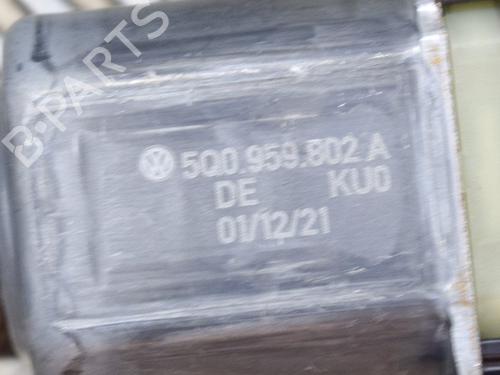 B-PARTS
5Q0.959.802 A
DE KU0
01/12/21